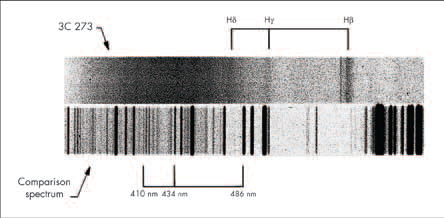 3C 273
Hδ Hγ Hβ
Comparison
spectrum
410 nm 434 nm 486 nm